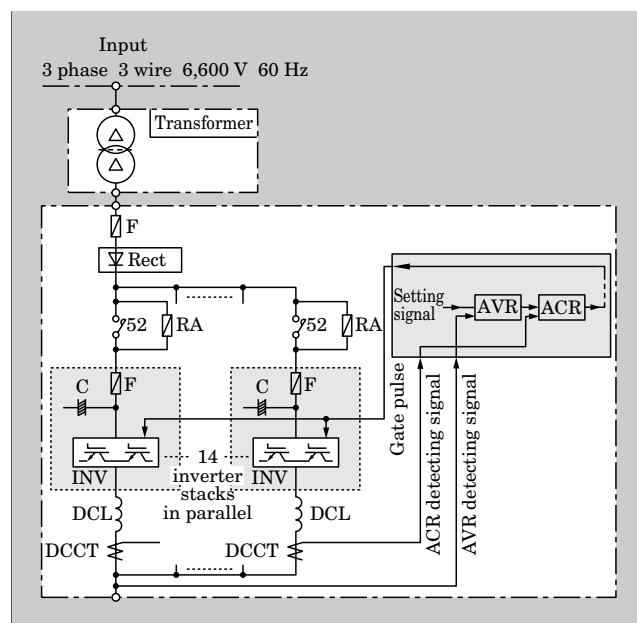 Input
3 phase 3 wire 6,600 V 60 Hz
Transformer
F
Rect
52
RA
52
RA
Setting
signal
AVR
ACR
C
F
C
F
INV
14
inverter
stacks
in parallel
INV
DCL
DCL
DCCT
DCCT
Gate pulse
ACR detecting signal
AVR detecting signal